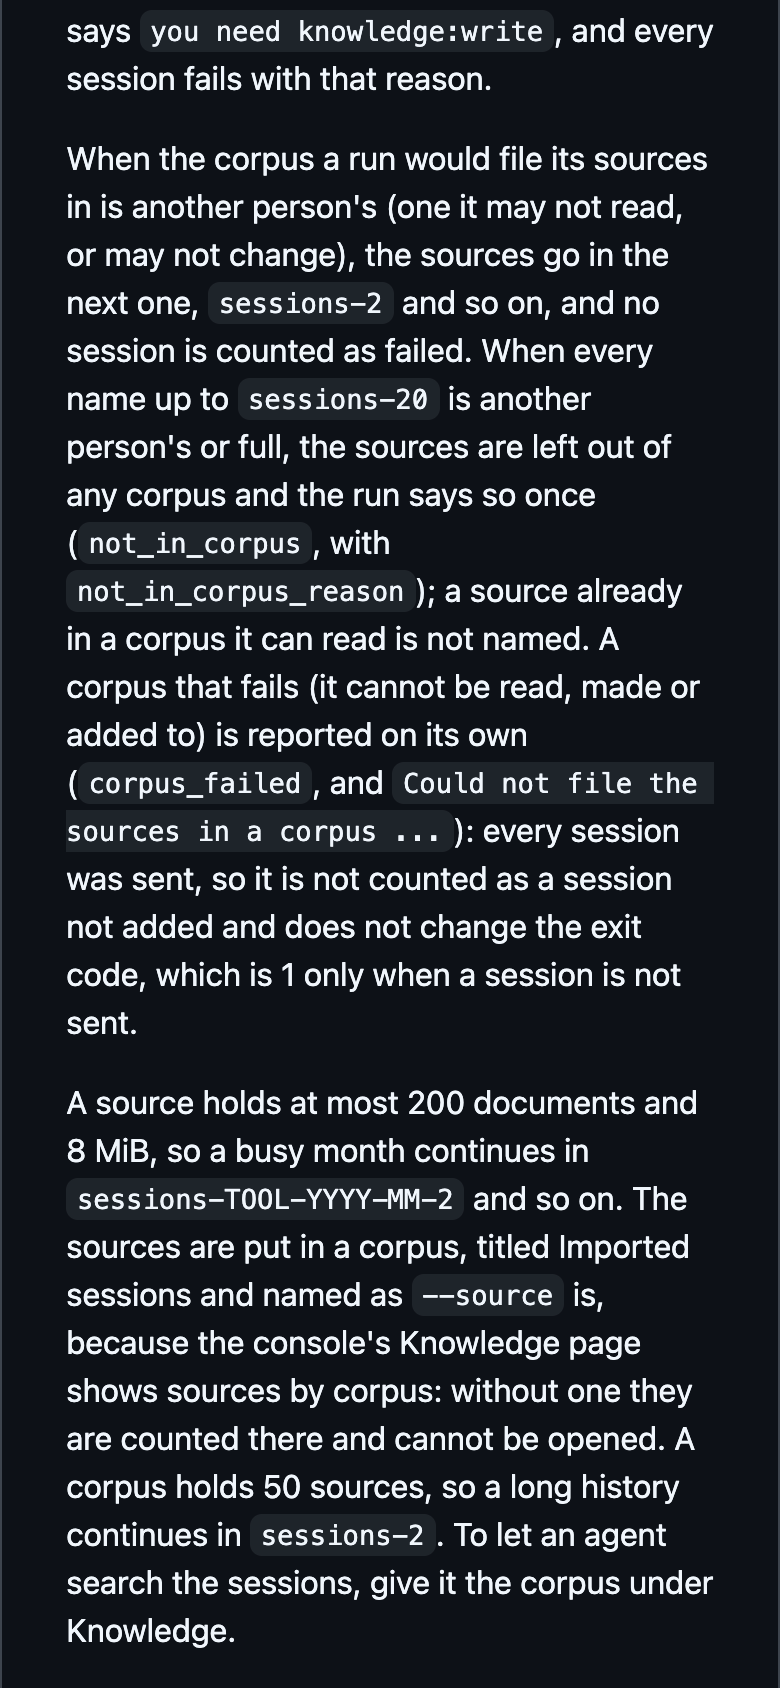 says you need knowledge:write, and every
session fails with that reason.
When the corpus a run would file its sources
in is another person's (one it may not read,
or may not change), the sources go in the
next one, sessions-2 and so on, and no
session is counted as failed. When every
name up to sessions-20 is another
person's or full, the sources are left out of
any corpus and the run says so once
(not_in_corpus, with
not_in_corpus_reason); a source already
in a corpus it can read is not named. A
corpus that fails (it cannot be read, made or
added to) is reported on its own
(corpus_failed, and Could not file the
sources in a corpus ...): every session
was sent, so it is not counted as a session
not added and does not change the exit
code, which is 1 only when a session is not
sent.
A source holds at most 200 documents and
8 MiB, so a busy month continues in
sessions-TOOL-YYYY-MM-2 and so on. The
sources are put in a corpus, titled Imported
sessions and named as --source is,
because the console's Knowledge page
shows sources by corpus: without one they
are counted there and cannot be opened. A
corpus holds 50 sources, so a long history
continues in sessions-2. To let an agent
search the sessions, give it the corpus under
Knowledge.